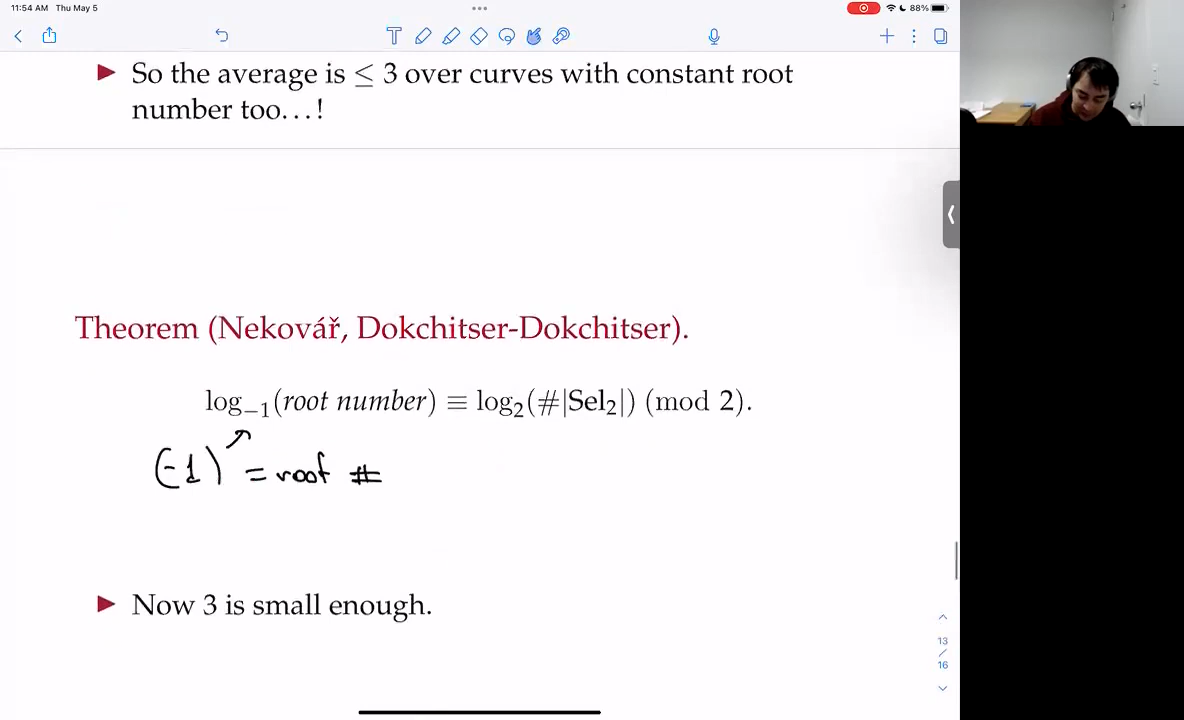 11:54 AM Thu May 5
88%
▶ So the average is ≤ 3 over curves with constant root
number too...!
Theorem (Nekovář, Dokchitser-Dokchitser).
log₋₁(root number) ≡ log₂(#|Sel₂|) (mod 2).
(-1)↗ = root #
▶ Now 3 is small enough.
13
/
16